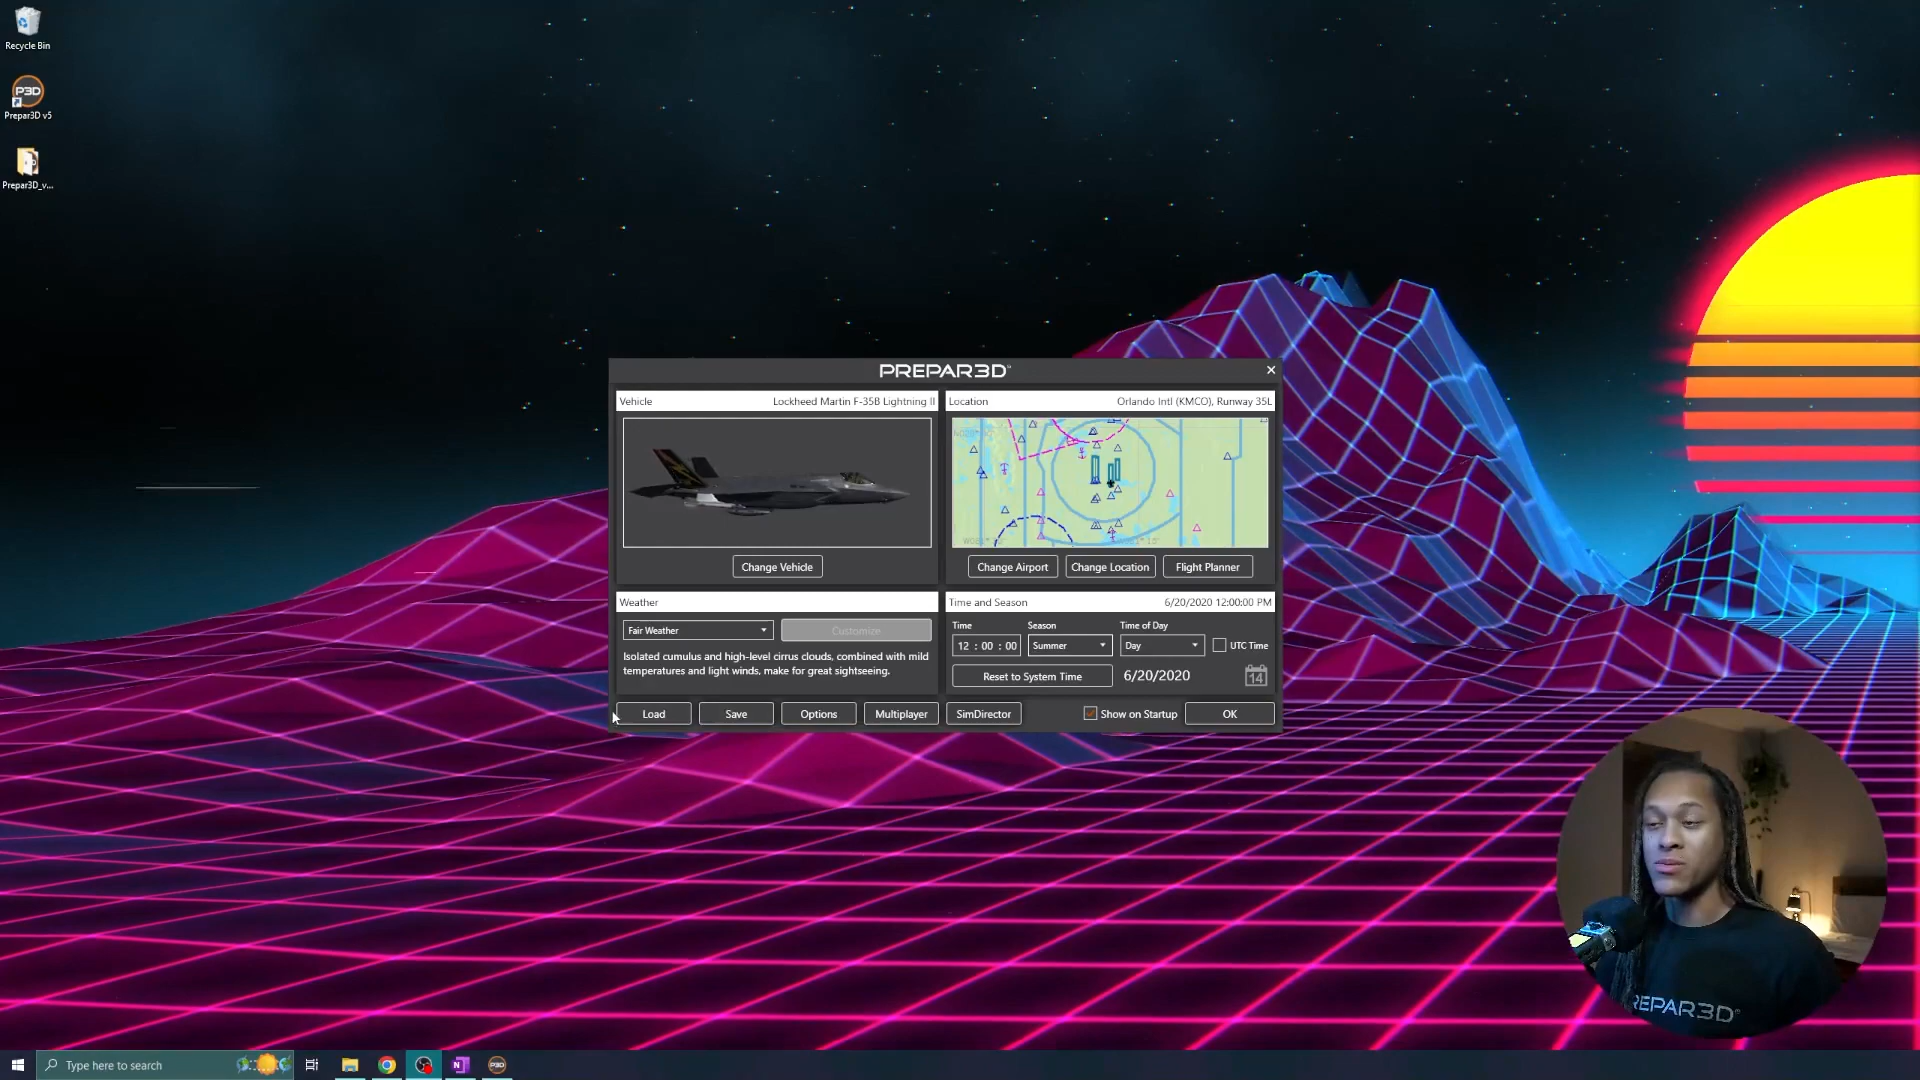 Recycle Bin
P3D
Prepar3D v5
Prepar3D_v...
PREPAR3D™
Vehicle
Lockheed Martin F-35B Lightning II
Location
Orlando Intl (KMCO), Runway 35L
Change Vehicle
Change Airport
Change Location
Flight Planner
Weather
Time and Season
6/20/2020 12:00:00 PM
Time
Season
Time of Day
Fair Weather
Customize
12 : 00 : 00
Summer
Day
UTC Time
Isolated cumulus and high-level cirrus clouds, combined with mild
temperatures and light winds, make for great sightseeing.
Reset to System Time
6/20/2020
14
Load
Save
Options
Multiplayer
SimDirector
Show on Startup
OK
REPAR3D
Type here to search
N
P3D